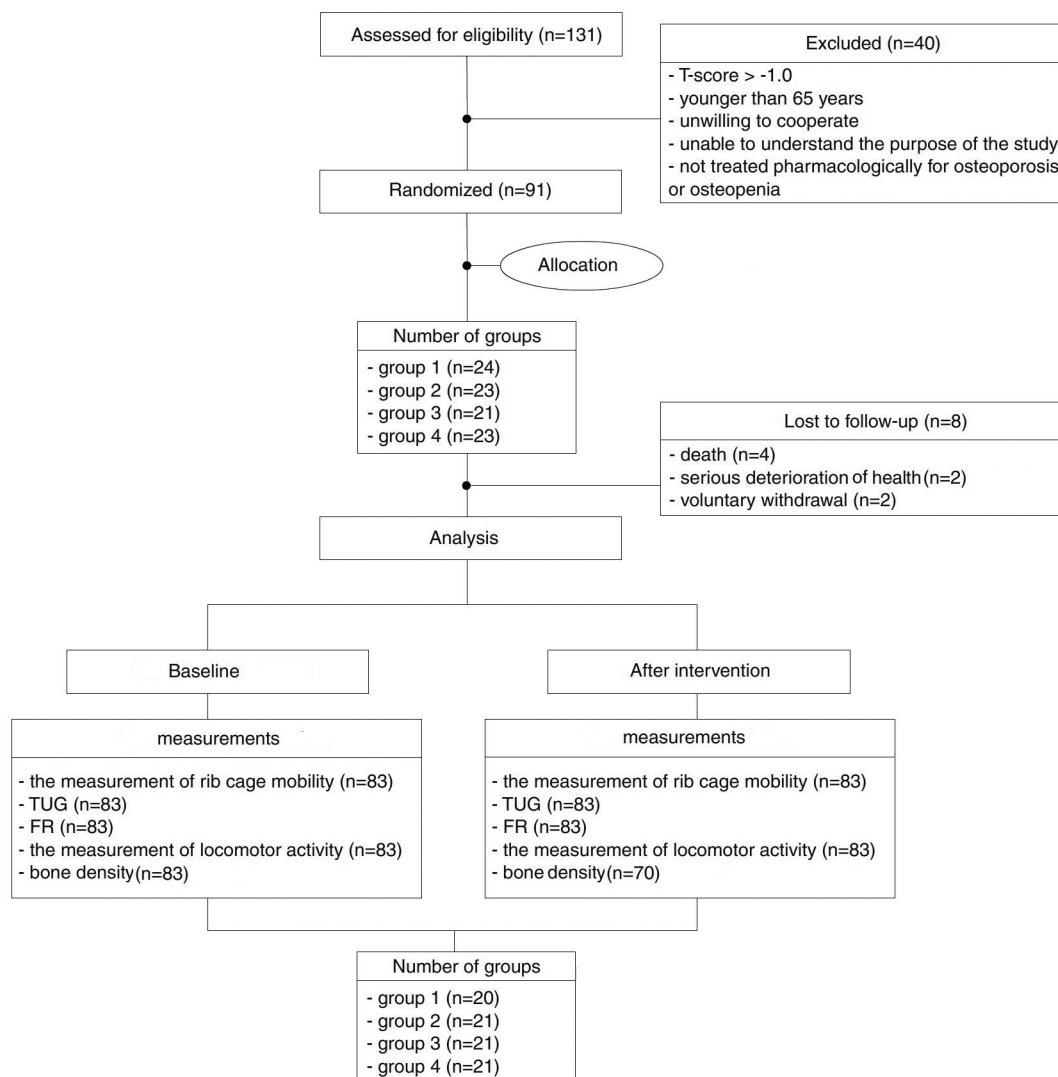 Assessed for eligibility (n=131)
Excluded (n=40)
- T-score > -1.0
- younger than 65 years
- unwilling to cooperate
- unable to understand the purpose of the study
- not treated pharmacologically for osteoporosis
or osteopenia
Randomized (n=91)
Allocation
Number of groups
- group 1 (n=24)
- group 2 (n=23)
- group 3 (n=21)
- group 4 (n=23)
Lost to follow-up (n=8)
- death (n=4)
- serious deterioration of health (n=2)
- voluntary withdrawal (n=2)
Analysis
Baseline
measurements
- the measurement of rib cage mobility (n=83)
- TUG (n=83)
- FR (n=83)
- the measurement of locomotor activity (n=83)
- bone density (n=83)
After intervention
measurements
- the measurement of rib cage mobility (n=83)
- TUG (n=83)
- FR (n=83)
- the measurement of locomotor activity (n=83)
- bone density (n=70)
Number of groups
- group 1 (n=20)
- group 2 (n=21)
- group 3 (n=21)
- group 4 (n=21)